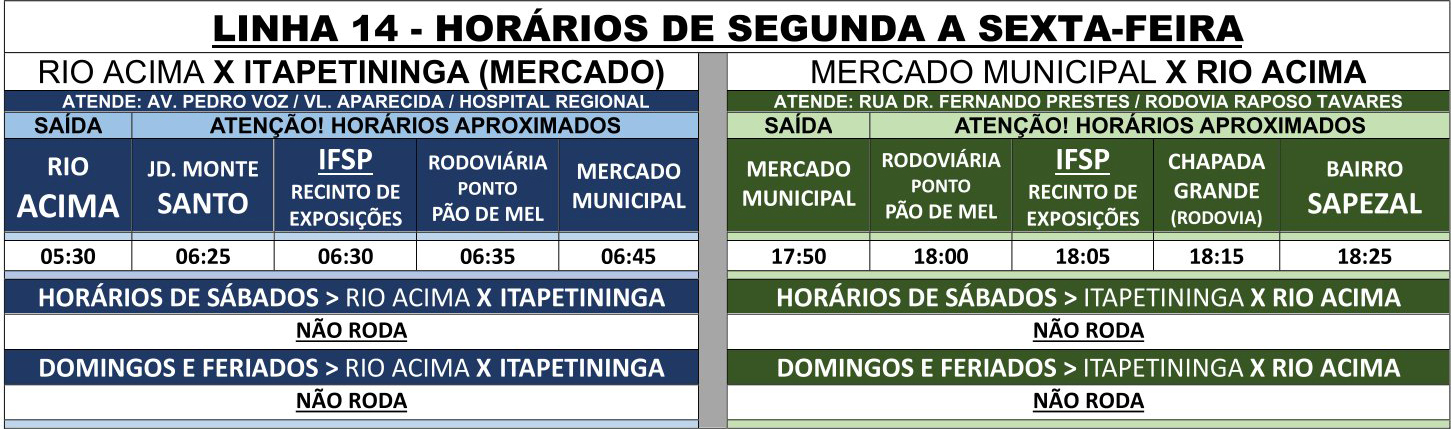 LINHA 14 - HORÁRIOS DE SEGUNDA A SEXTA-FEIRA
RIO ACIMA X ITAPETININGA (MERCADO)
ATENDE: AV. PEDRO VOZ / VL. APARECIDA / HOSPITAL REGIONAL
SAÍDA ATENÇÃO! HORÁRIOS APROXIMADOS
RIO
ACIMA
JD. MONTE
SANTO
IFSP
RECINTO DE
EXPOSIÇÕES
RODOVIÁRIA
PONTO
PÃO DE MEL
MERCADO
MUNICIPAL
05:30 06:25 06:30 06:35 06:45
HORÁRIOS DE SÁBADOS > RIO ACIMA X ITAPETININGA
NÃO RODA
DOMINGOS E FERIADOS > RIO ACIMA X ITAPETININGA
NÃO RODA
MERCADO MUNICIPAL X RIO ACIMA
ATENDE: RUA DR. FERNANDO PRESTES / RODOVIA RAPOSO TAVARES
SAÍDA ATENÇÃO! HORÁRIOS APROXIMADOS
MERCADO
MUNICIPAL
RODOVIÁRIA
PONTO
PÃO DE MEL
IFSP
RECINTO DE
EXPOSIÇÕES
CHAPADA
GRANDE
(RODOVIA)
BAIRRO
SAPEZAL
17:50 18:00 18:05 18:15 18:25
HORÁRIOS DE SÁBADOS > ITAPETININGA X RIO ACIMA
NÃO RODA
DOMINGOS E FERIADOS > ITAPETININGA X RIO ACIMA
NÃO RODA